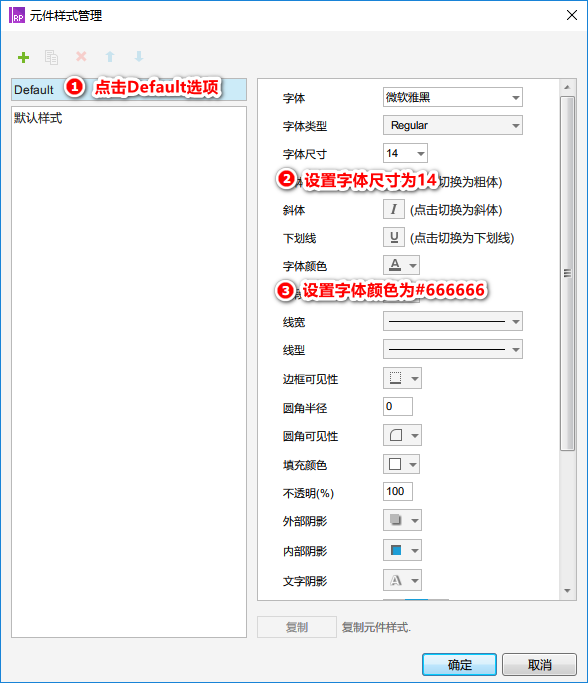 RP 元件样式管理
Default
1 点击Default选项
默认样式
字体 微软雅黑
字体类型 Regular
字体尺寸 14
2 设置字体尺寸为14
切换为粗体)
斜体 I (点击切换为斜体)
下划线 U (点击切换为下划线)
字体颜色 A
3 设置字体颜色为#666666
线宽
线型
边框可见性
圆角半径 0
圆角可见性
填充颜色
不透明(%) 100
外部阴影
内部阴影
文字阴影 A
复制 复制元件样式.
确定 取消